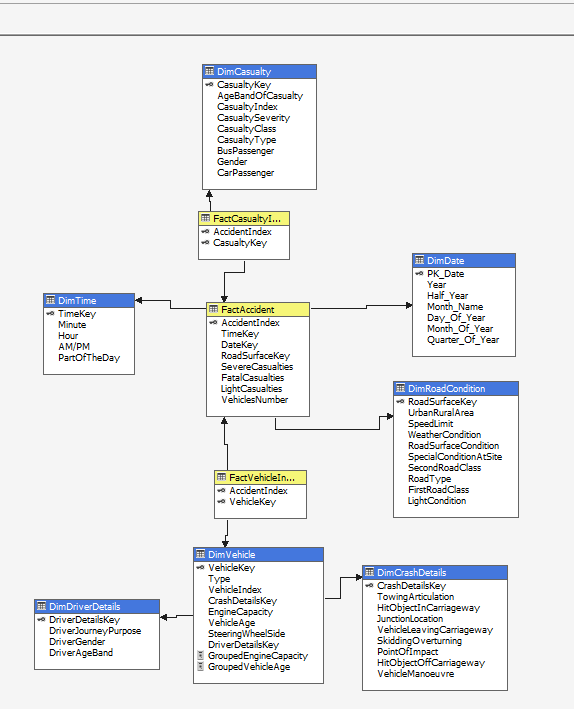 DimCasualty
CasualtyKey
AgeBandOfCasualty
CasualtyIndex
CasualtySeverity
CasualtyClass
CasualtyType
BusPassenger
Gender
CarPassenger
FactCasualtyI...
AccidentIndex
CasualtyKey
DimTime
TimeKey
Minute
Hour
AM/PM
PartOfTheDay
FactAccident
AccidentIndex
TimeKey
DateKey
RoadSurfaceKey
SevereCasualties
FatalCasualties
LightCasualties
VehiclesNumber
DimDate
PK_Date
Year
Half_Year
Month_Name
Day_Of_Year
Month_Of_Year
Quarter_Of_Year
DimRoadCondition
RoadSurfaceKey
UrbanRuralArea
SpeedLimit
WeatherCondition
RoadSurfaceCondition
SpecialConditionAtSite
SecondRoadClass
RoadType
FirstRoadClass
LightCondition
FactVehicleIn...
AccidentIndex
VehicleKey
DimVehicle
VehicleKey
Type
VehicleIndex
CrashDetailsKey
EngineCapacity
VehicleAge
SteeringWheelSide
DriverDetailsKey
GroupedEngineCapacity
GroupedVehicleAge
DimDriverDetails
DriverDetailsKey
DriverJourneyPurpose
DriverGender
DriverAgeBand
DimCrashDetails
CrashDetailsKey
TowingArticulation
HitObjectInCarriageway
JunctionLocation
VehicleLeavingCarriageway
SkiddingOverturning
PointOfImpact
HitObjectOffCarriageway
VehicleManoeuvre